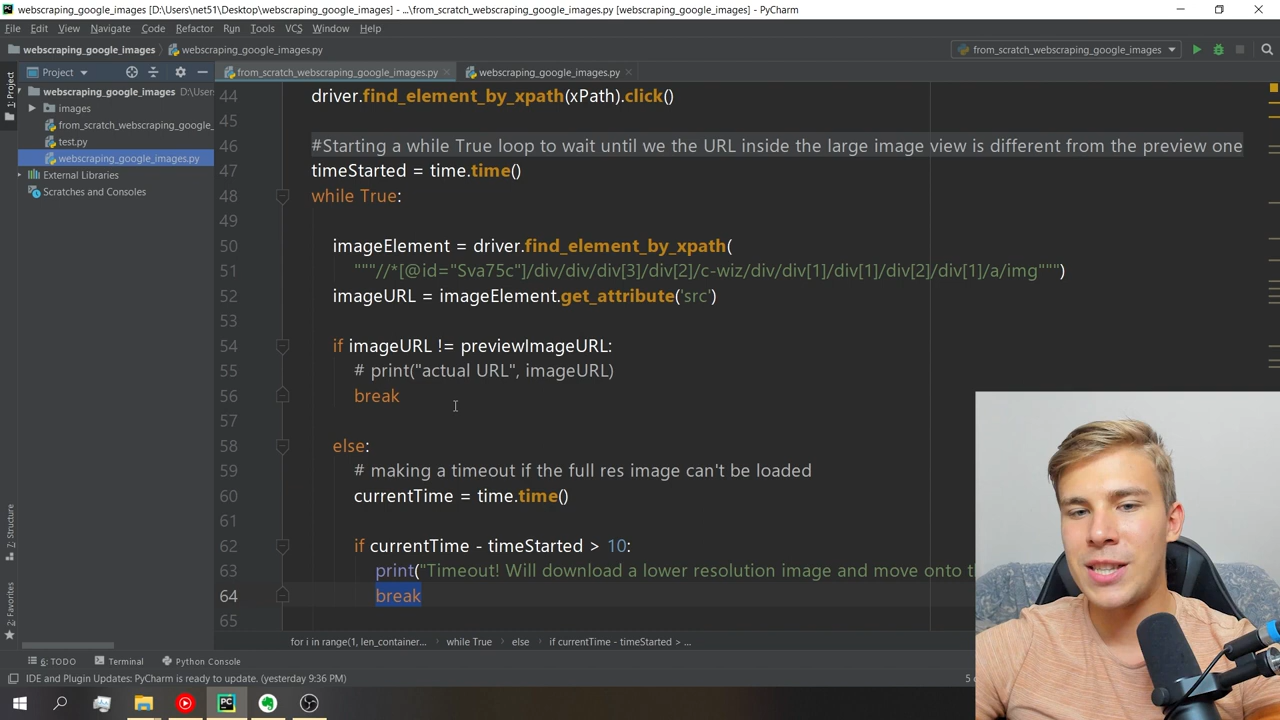 webscraping_google_images [D:\Users\net51\Desktop\webscraping_google_images] - ...\from_scratch_webscraping_google_images.py [webscraping_google_images] - PyCharm
File Edit View Navigate Code Refactor Run Tools VCS Window Help
webscraping_google_images webscraping_google_images.py from_scratch_webscraping_google_images
1: Project
Project
from_scratch_webscraping_google_images.py webscraping_google_images.py
webscraping_google_images D:\Users
images
from_scratch_webscraping_google_
test.py
webscraping_google_images.py
External Libraries
Scratches and Consoles
44 driver.find_element_by_xpath(xPath).click()
45
46 #Starting a while True loop to wait until we the URL inside the large image view is different from the preview one
47 timeStarted = time.time()
48 while True:
49
50 imageElement = driver.find_element_by_xpath(
51 """//*[@id="Sva75c"]/div/div/div[3]/div[2]/c-wiz/div/div[1]/div[1]/div[2]/div[1]/a/img""")
52 imageURL = imageElement.get_attribute('src')
53
54 if imageURL != previewImageURL:
55 # print("actual URL", imageURL)
56 break
57
58 else:
59 # making a timeout if the full res image can't be loaded
60 currentTime = time.time()
61
62 if currentTime - timeStarted > 10:
63 print("Timeout! Will download a lower resolution image and move onto
64 break
65
7: Structure
2: Favorites
for i in range(1, len_container... while True else if currentTime - timeStarted > ...
6: TODO Terminal Python Console
IDE and Plugin Updates: PyCharm is ready to update. (yesterday 9:36 PM)
PC